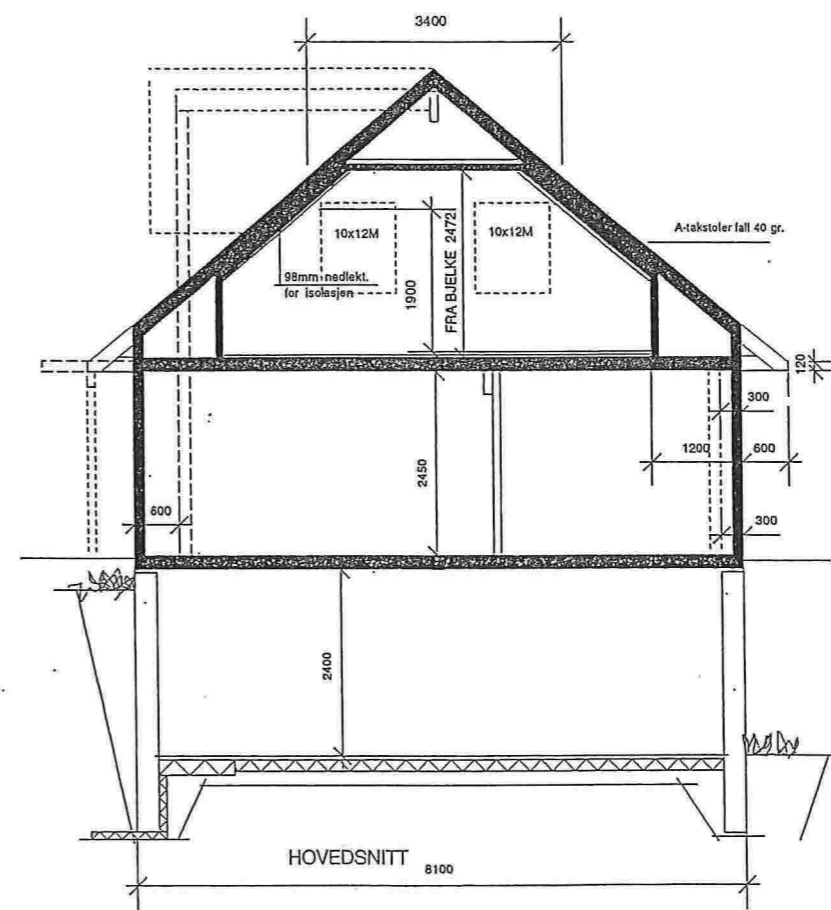 3400
10x12M
10x12M
A-takstoler fall 40 gr.
98mm nedlekt.
for isolasjon
1900
FRA BJELKE 2472
120
300
1200
600
2450
600
300
2400
HOVEDSNITT
8100